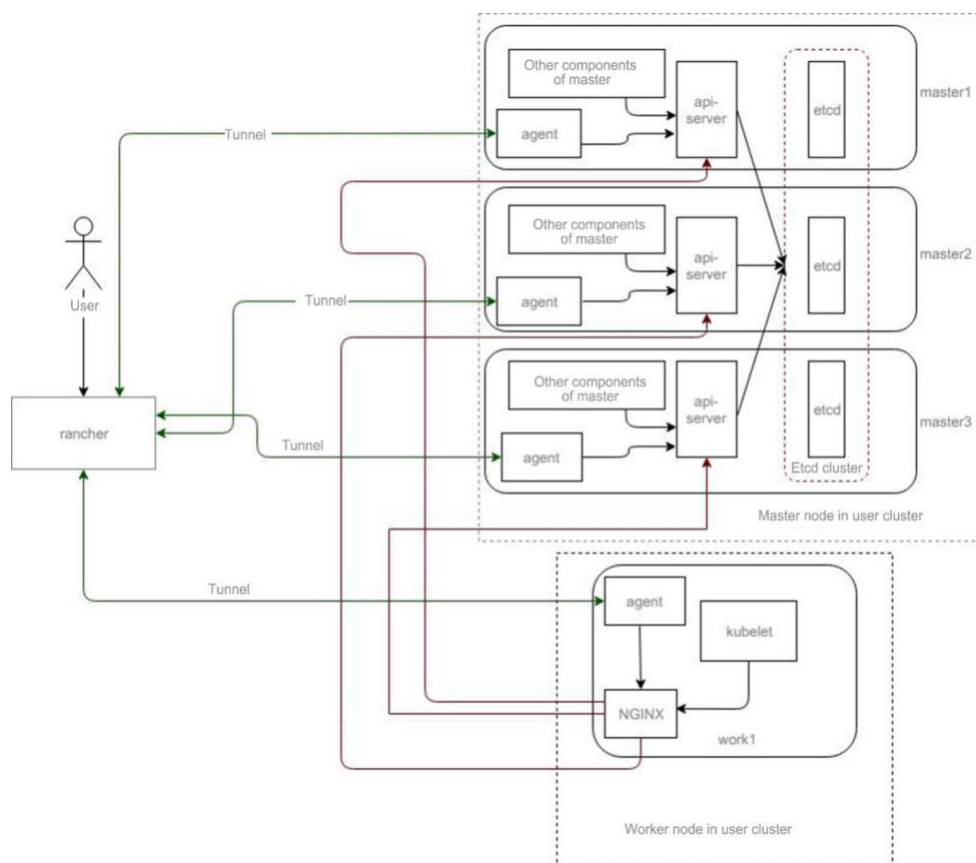 Other components
of master
api-
server
etcd
master1
agent
Tunnel
Other components
of master
api-
server
etcd
master2
agent
Tunnel
User
Other components
of master
api-
server
etcd
master3
rancher
Tunnel
agent
Etcd cluster
Master node in user cluster
Tunnel
agent
kubelet
NGINX
work1
Worker node in user cluster